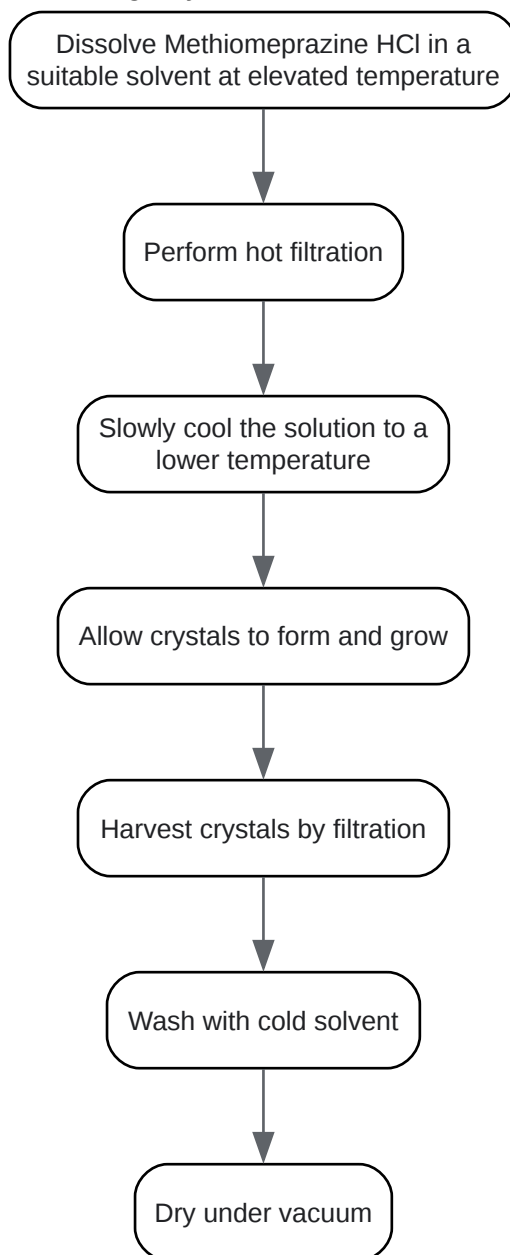 Dissolve Methiomeprazine HCl in a
suitable solvent at elevated temperature
Perform hot filtration
Slowly cool the solution to a
lower temperature
Allow crystals to form and grow
Harvest crystals by filtration
Wash with cold solvent
Dry under vacuum